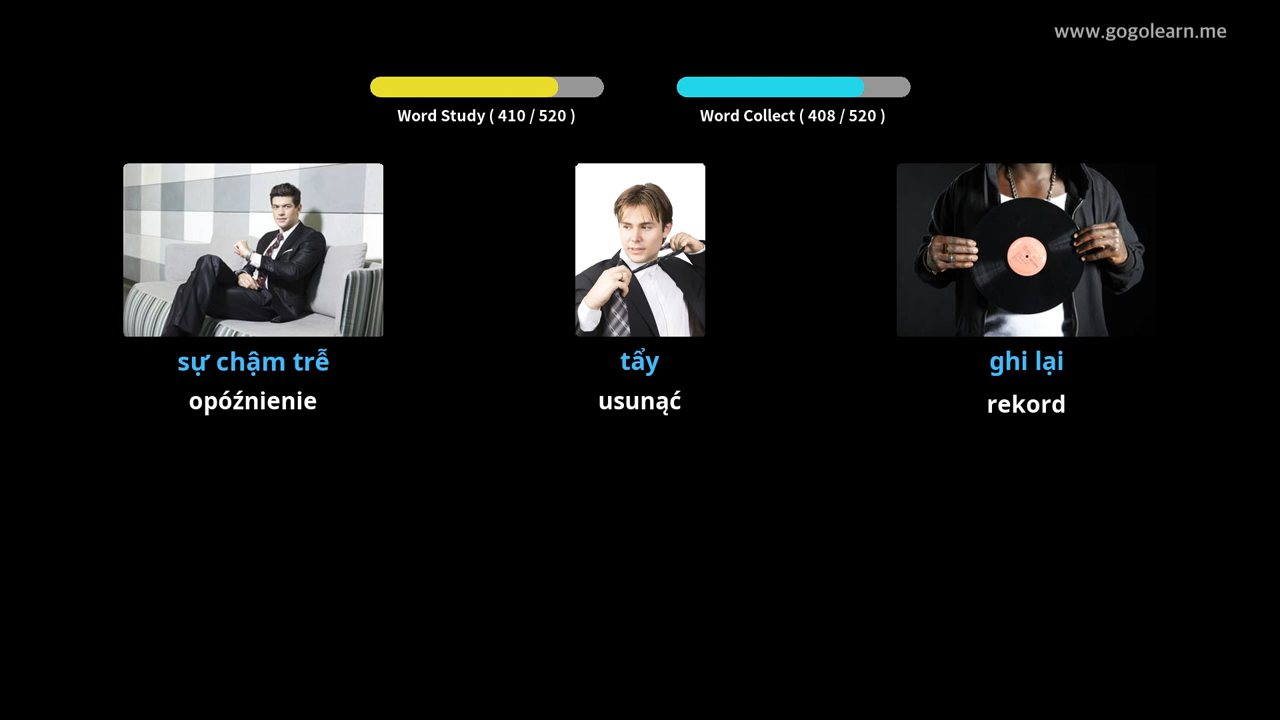 www.gogolearn.me
Word Study ( 410 / 520 )
Word Collect ( 408 / 520 )
sự chậm trễ
opóźnienie
tẩy
usunąć
ghi lại
rekord